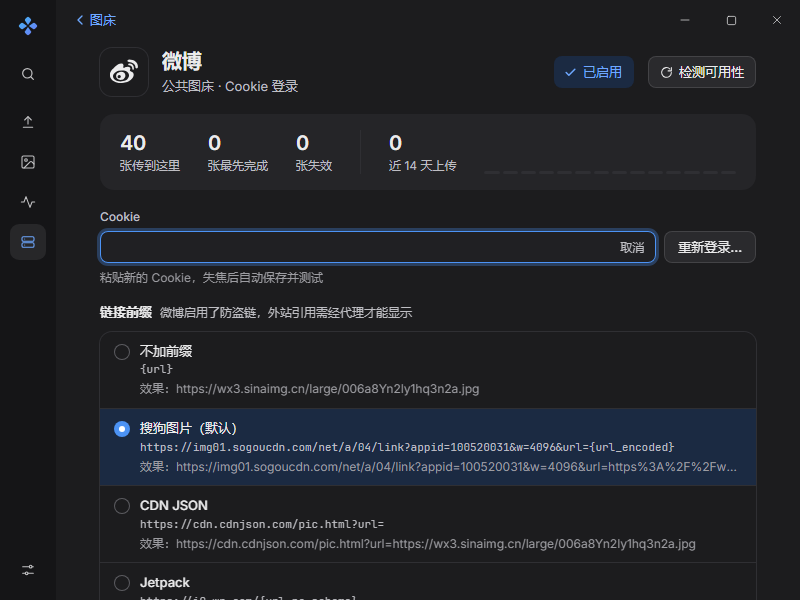 图床
微博
公共图床 · Cookie 登录
已启用
检测可用性
40
张传到这里
0
张最先完成
0
张失效
0
近 14 天上传
Cookie
取消
重新登录...
粘贴新的 Cookie，失焦后自动保存并测试
链接前缀 微博启用了防盗链，外站引用需经代理才能显示
不加前缀
{url}
效果：https://wx3.sinaimg.cn/large/006a8Yn2ly1hq3n2a.jpg
搜狗图片（默认）
https://img01.sogoucdn.com/net/a/04/link?appid=100520031&w=4096&url={url_encoded}
效果：https://img01.sogoucdn.com/net/a/04/link?appid=100520031&w=4096&url=https%3A%2F%2Fw...
CDN JSON
https://cdn.cdnjson.com/pic.html?url=
效果：https://cdn.cdnjson.com/pic.html?url=https://wx3.sinaimg.cn/large/006a8Yn2ly1hq3n2a.jpg
Jetpack